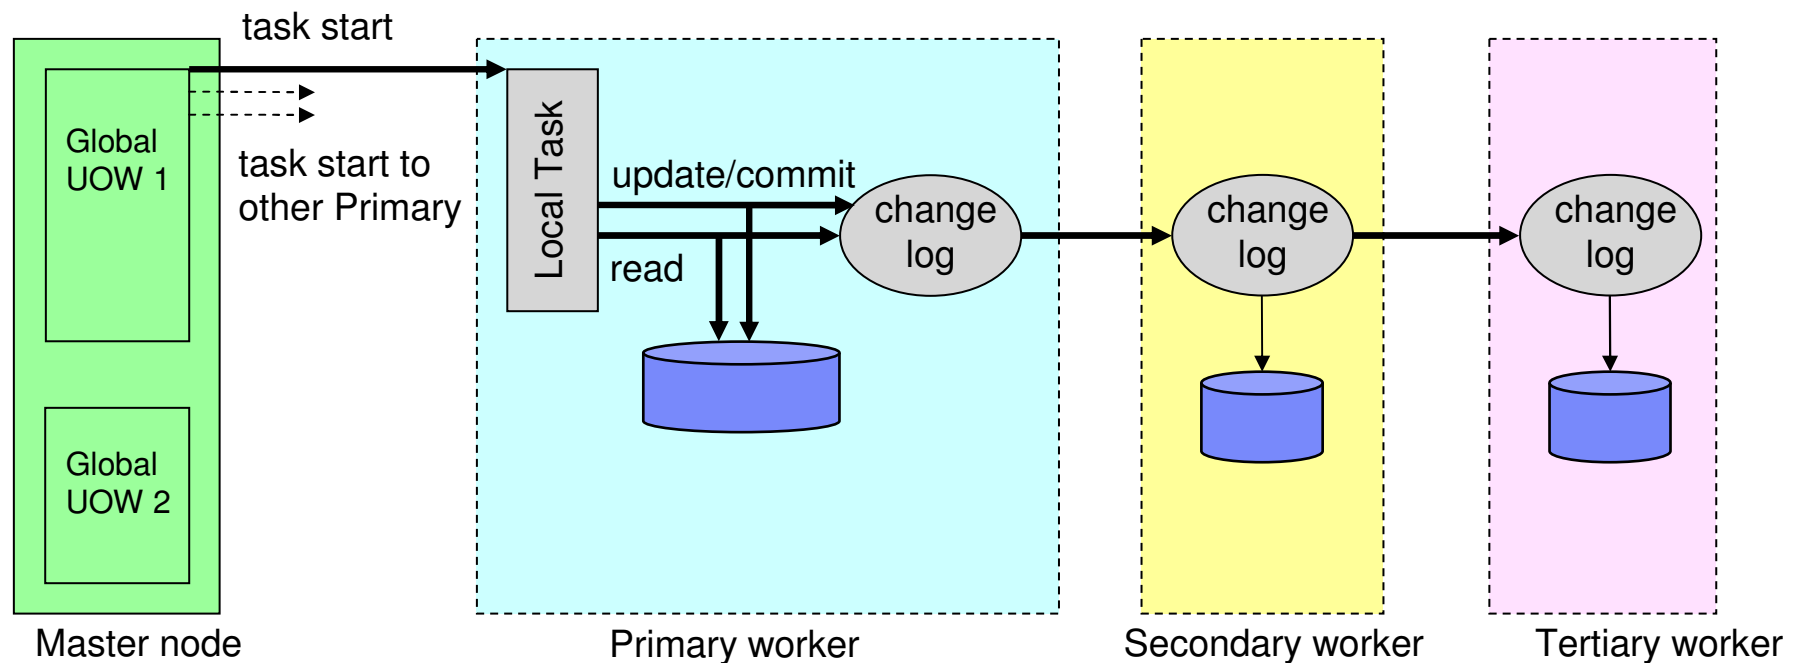 task start
Global
UOW 1
task start to
other Primary
Local Task
update/commit
read
change
log
change
log
change
log
Global
UOW 2
Master node
Primary worker
Secondary worker
Tertiary worker